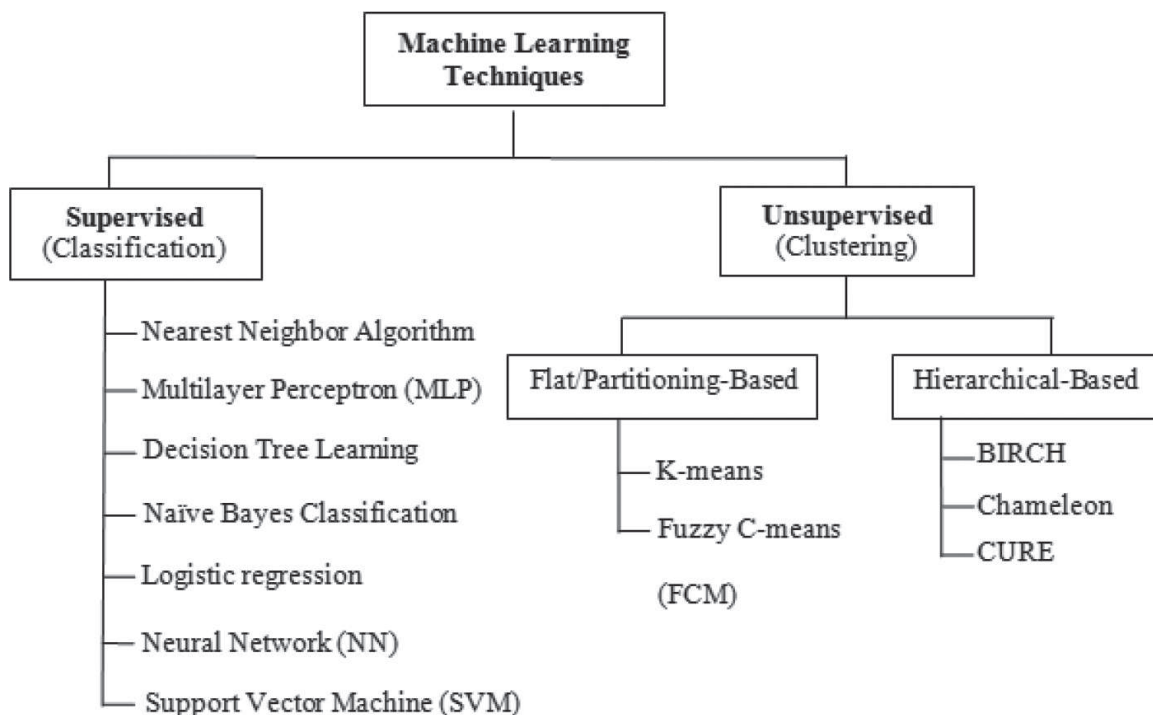 Machine Learning
Techniques
Supervised
(Classification)
Nearest Neighbor Algorithm
Multilayer Perceptron (MLP)
Decision Tree Learning
Naïve Bayes Classification
Logistic regression
Neural Network (NN)
Support Vector Machine (SVM)
Unsupervised
(Clustering)
Flat/Partitioning-Based
K-means
Fuzzy C-means
(FCM)
Hierarchical-Based
BIRCH
Chameleon
CURE